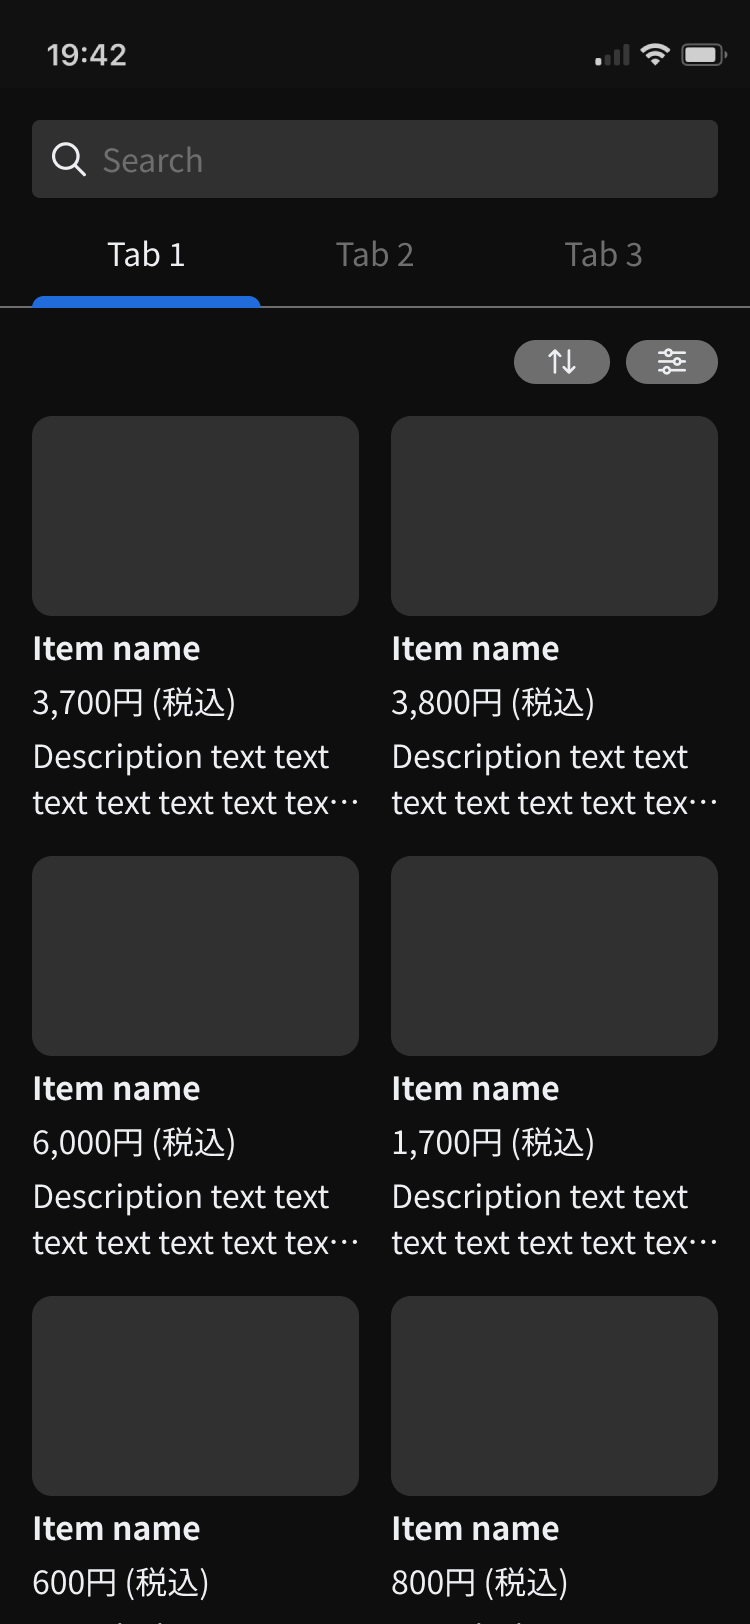 19:42
Search
Tab 1
Tab 2
Tab 3
Item name
3,700円 (税込)
Description text text
text text text text tex…
Item name
3,800円 (税込)
Description text text
text text text text tex…
Item name
6,000円 (税込)
Description text text
text text text text tex…
Item name
1,700円 (税込)
Description text text
text text text text tex…
Item name
600円 (税込)
Item name
800円 (税込)